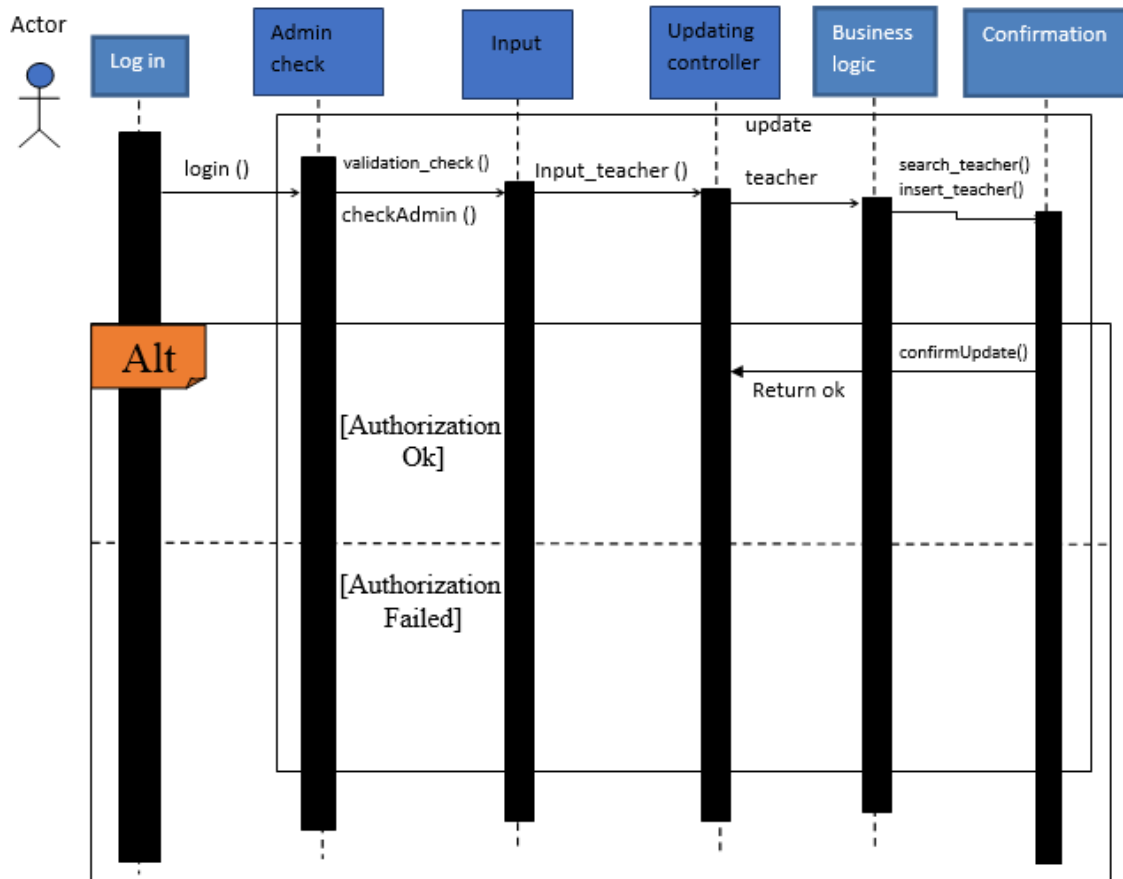 Actor
Log in
Admin
check
Input
Updating
controller
Business
logic
Confirmation
update
login ()
validation_check ()
checkAdmin ()
Input_teacher ()
teacher
search_teacher()
insert_teacher()
Alt
confirmUpdate()
Return ok
[Authorization
Ok]
[Authorization
Failed]